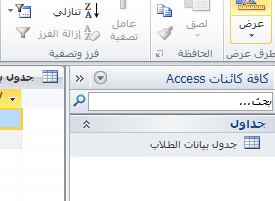 عرض
لصق
عامل
تصفية
تنازلي
إزالة الفرز
طرق عرض
الحافظة
فرز وتصفية
كافة كائنات Access
بحث...
جداول
جدول بيانات الطلاب
جدول